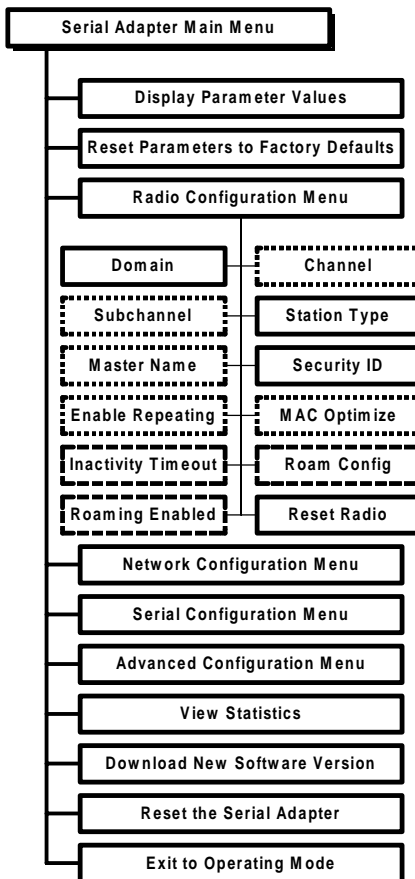 Serial Adapter Main Menu
Display Parameter Values
Reset Parameters to Factory Defaults
Radio Configuration Menu
Domain
Channel
Subchannel
Station Type
Master Name
Security ID
Enable Repeating
MAC Optimize
Inactivity Timeout
Roam Config
Roaming Enabled
Reset Radio
Network Configuration Menu
Serial Configuration Menu
Advanced Configuration Menu
View Statistics
Download New Software Version
Reset the Serial Adapter
Exit to Operating Mode